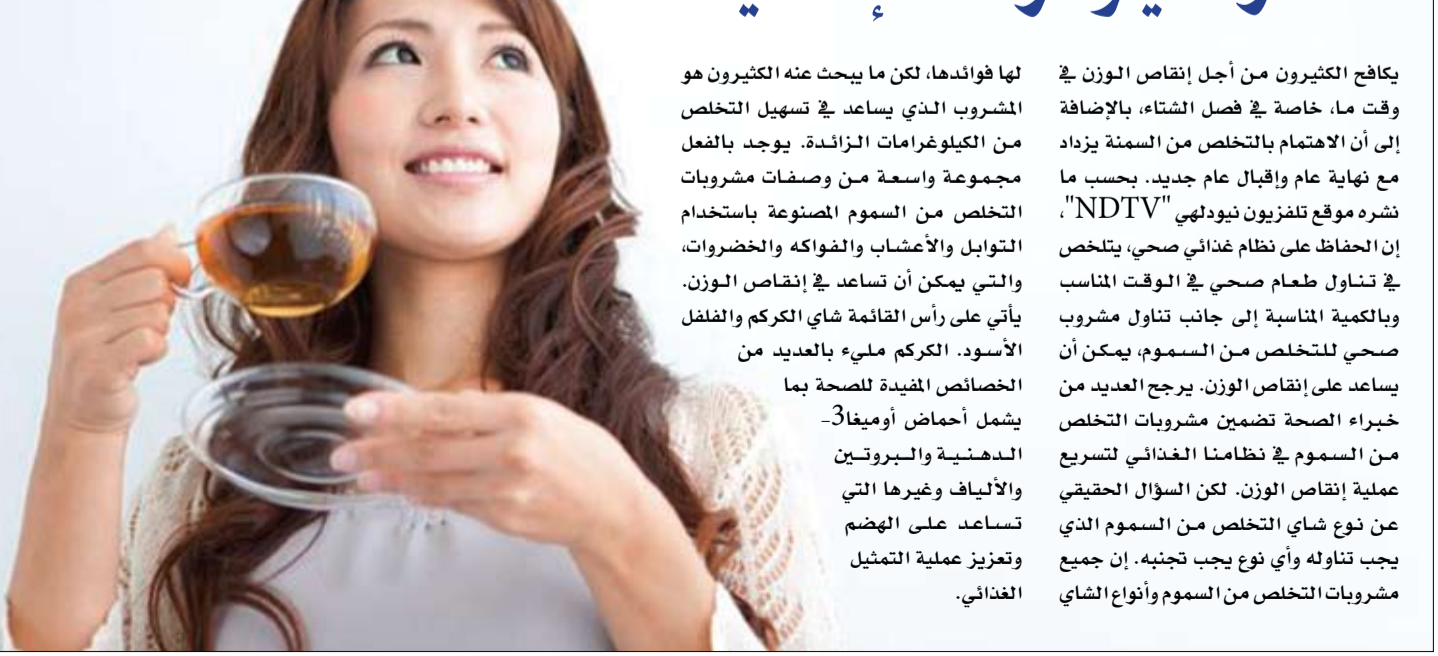 يكافح الكثيرون من أجل إنقاص الوزن في
وقت ما، خاصة في فصل الشتاء، بالإضافة
إلى أن الاهتمام بالتخلص من السمنة يزداد
مع نهاية عام وإقبال عام جديد. بحسب ما
نشره موقع تلفزيون نيودلهي "NDTV"،
إن الحفاظ على نظام غذائي صحي، يتلخص
في تناول طعام صحي في الوقت المناسب
وبالكمية المناسبة إلى جانب تناول مشروب
صحي للتخلص من السموم، يمكن أن
يساعد على إنقاص الوزن. يرجح العديد من
خبراء الصحة تضمين مشروبات التخلص
من السموم في نظامنا الغذائي لتسريع
عملية إنقاص الوزن. لكن السؤال الحقيقي
عن نوع شاي التخلص من السموم الذي
يجب تناوله وأي نوع يجب تجنبه. إن جميع
مشروبات التخلص من السموم وأنواع الشاي
لها فوائدها، لكن ما يبحث عنه الكثيرون هو
المشروب الذي يساعد في تسهيل التخلص
من الكيلوغرامات الزائدة. يوجد بالفعل
مجموعة واسعة من وصفات مشروبات
التخلص من السموم المصنوعة باستخدام
التوابل والأعشاب والفواكه والخضروات،
والتي يمكن أن تساعد في إنقاص الوزن.
يأتي على رأس القائمة شاي الكركم والفلفل
الأسود. الكركم مليء بالعديد من
الخصائص المفيدة للصحة بما
يشمل أحماض أوميغا3-
الدهنية والبروتين
والألياف وغيرها التي
تساعد على الهضم
وتعزيز عملية التمثيل
الغذائي.